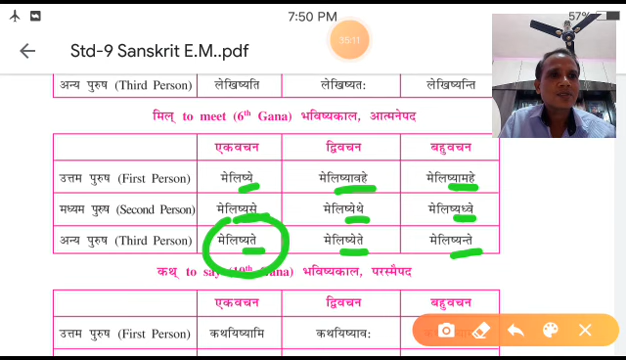 7:50 PM
57%
35:11
Std-9 Sanskrit E.M..pdf
अन्य पुरुष (Third Person) लेखिष्यति लेखिष्यतः लेखिष्यन्ति
मिल् to meet (6th Gana) भविष्यकाल, आत्मनेपद
एकवचन द्विवचन बहुवचन
उत्तम पुरुष (First Person) मेलिष्ये मेलिष्यावहे मेलिष्यामहे
मध्यम पुरुष (Second Person) मेलिष्यसे मेलिष्येथे मेलिष्यध्वे
अन्य पुरुष (Third Person) मेलिष्यते मेलिष्येते मेलिष्यन्ते
कथ् to say (10th Gana) भविष्यकाल, परस्मैपद
एकवचन द्विवचन बहुवचन
उत्तम पुरुष (First Person) कथयिष्यामि कथयिष्यावः